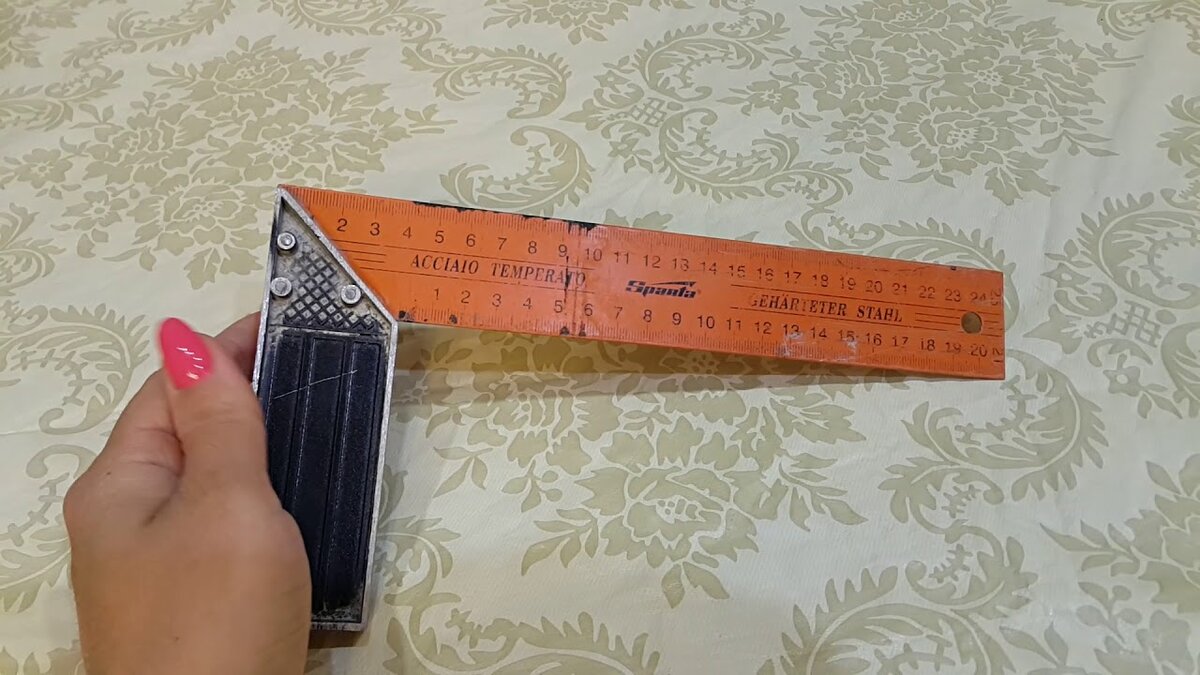 2 3 4 5 6 7 8 9 10 11 12 13 14 15 16 17 18 19 20 21 22 23 24
ACCIAIO TEMPERATO Sparta GEHÄRTETER STAHL
1 2 3 4 5 6 7 8 9 10 11 12 13 14 15 16 17 18 19 20 21